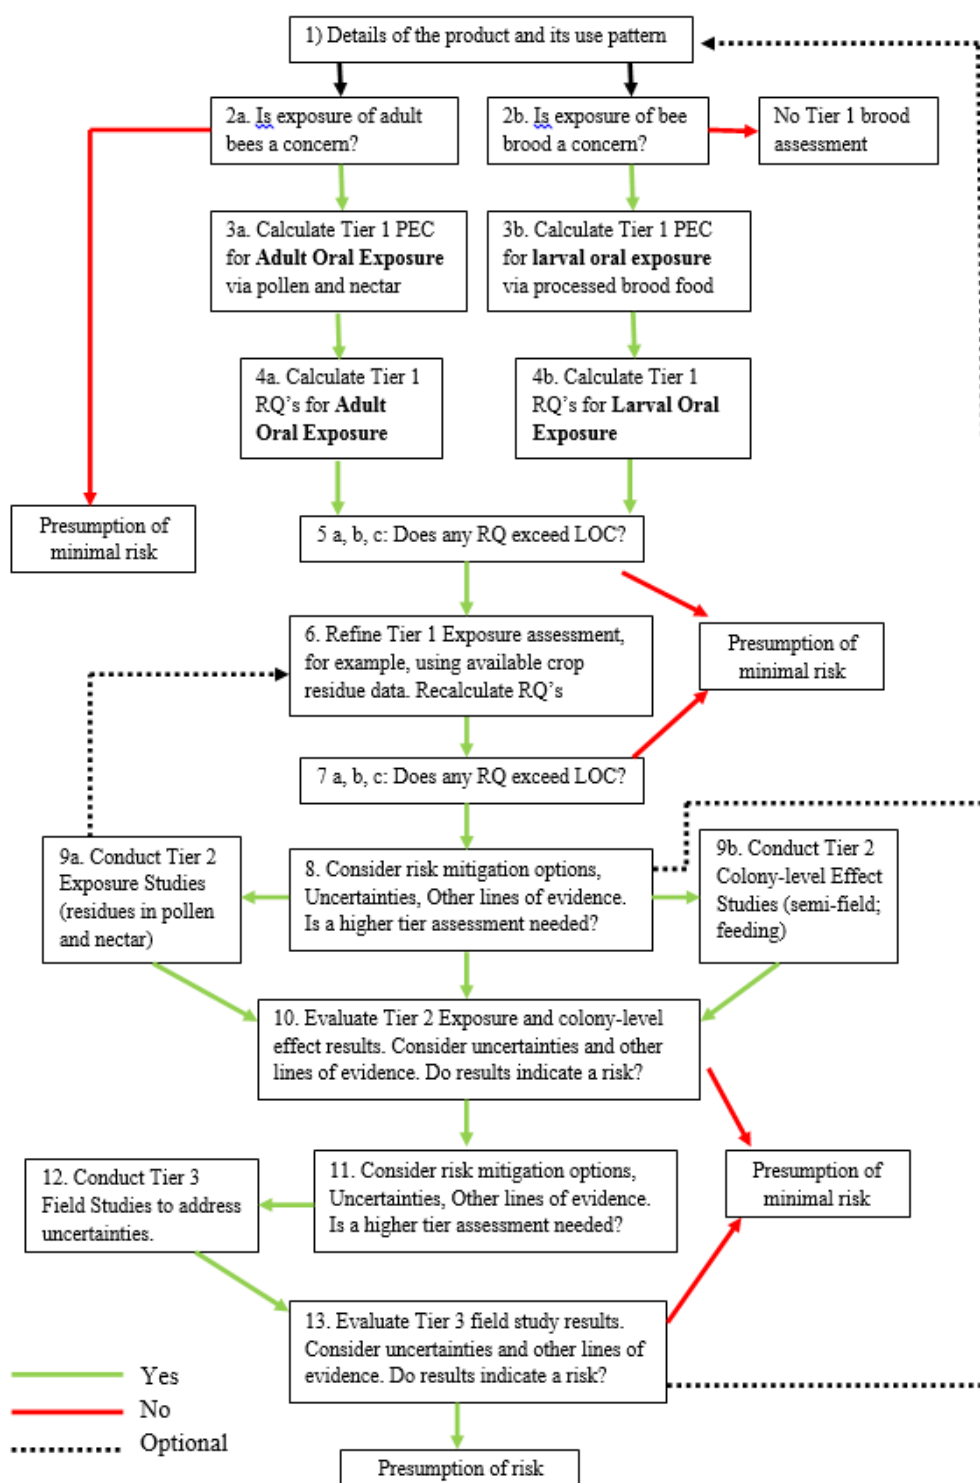 1) Details of the product and its use pattern
2a. Is exposure of adult
bees a concern?
2b. Is exposure of bee
brood a concern?
No Tier 1 brood
assessment
3a. Calculate Tier 1 PEC
for Adult Oral Exposure
via pollen and nectar
3b. Calculate Tier 1 PEC
for larval oral exposure
via processed brood food
4a. Calculate Tier 1
RQ’s for Adult
Oral Exposure
4b. Calculate Tier 1
RQ’s for Larval Oral
Exposure
Presumption of
minimal risk
5 a, b, c: Does any RQ exceed LOC?
6. Refine Tier 1 Exposure assessment,
for example, using available crop
residue data. Recalculate RQ’s
Presumption of
minimal risk
7 a, b, c: Does any RQ exceed LOC?
9a. Conduct Tier 2
Exposure Studies
(residues in pollen
and nectar)
8. Consider risk mitigation options,
Uncertainties, Other lines of evidence.
Is a higher tier assessment needed?
9b. Conduct Tier 2
Colony-level Effect
Studies (semi-field;
feeding)
10. Evaluate Tier 2 Exposure and colony-level
effect results. Consider uncertainties and other
lines of evidence. Do results indicate a risk?
12. Conduct Tier 3
Field Studies to address
uncertainties.
11. Consider risk mitigation options,
Uncertainties, Other lines of evidence.
Is a higher tier assessment needed?
Presumption of
minimal risk
13. Evaluate Tier 3 field study results.
Consider uncertainties and other lines of
evidence. Do results indicate a risk?
Yes
No
Optional
Presumption of risk